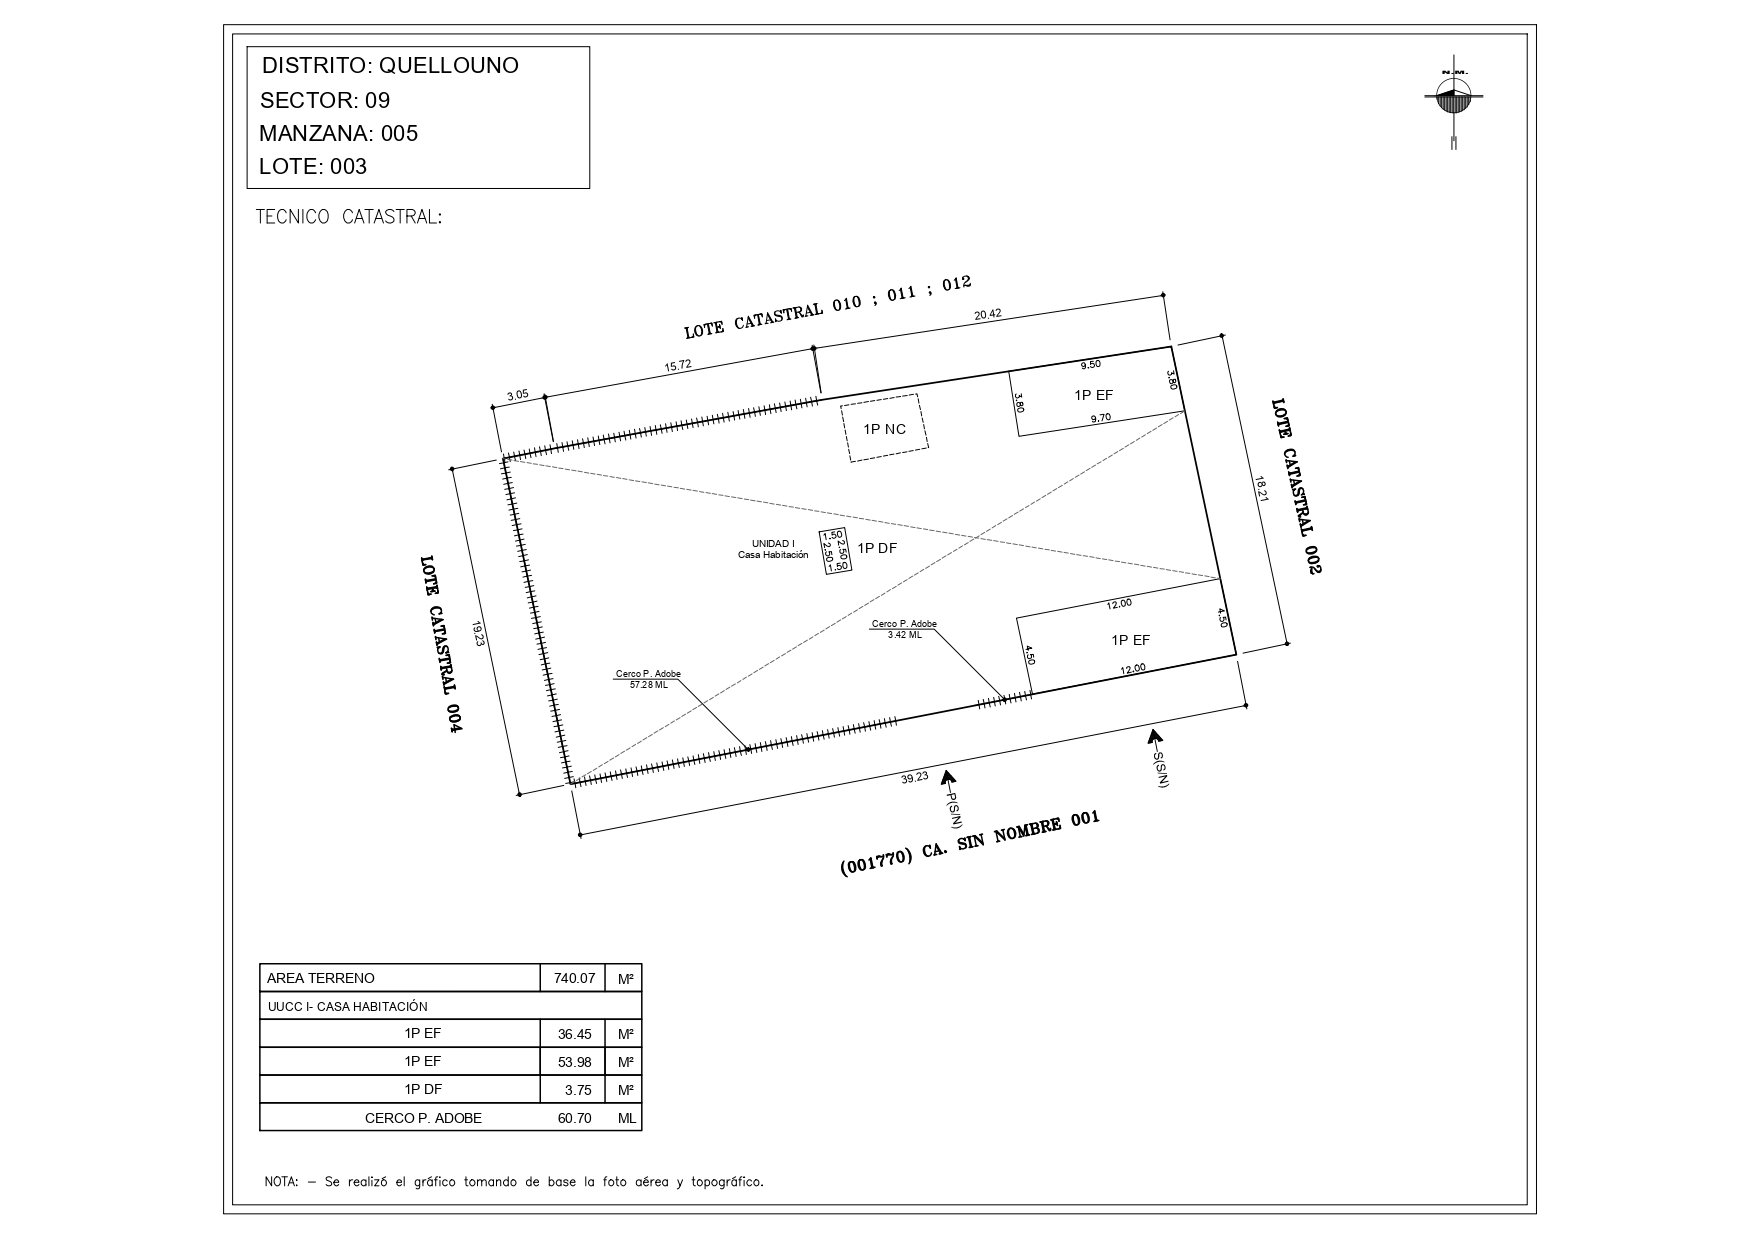 DISTRITO: QUELLOUNO
SECTOR: 09
MANZANA: 005
LOTE: 003
N.M.
TECNICO CATASTRAL:
LOTE CATASTRAL 010 ; 011 ; 012
20.42
15.72
3.05
9.50
3.80
1P EF
3.80
9.70
1P NC
LOTE CATASTRAL 002
18.21
UNIDAD I
Casa Habitación
1.50
2.50
2.50
1.50
1P DF
LOTE CATASTRAL 004
19.23
12.00
4.50
1P EF
4.50
12.00
Cerco P. Adobe
3.42 ML
Cerco P. Adobe
57.28 ML
39.23
P(S/N)
S(S/N)
(001770) CA. SIN NOMBRE 001
AREA TERRENO 740.07 M²
UUCC I- CASA HABITACIÓN
1P EF 36.45 M²
1P EF 53.98 M²
1P DF 3.75 M²
CERCO P. ADOBE 60.70 ML
NOTA: - Se realizó el gráfico tomando de base la foto aérea y topográfico.